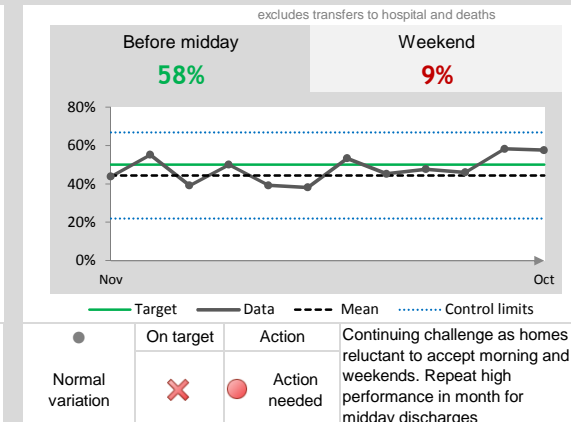 excludes transfers to hospital and deaths
Before midday
Weekend
58%
9%
80%
60%
40%
20%
0%
Nov
Oct
Target
Data
Mean
Control limits
On target
Action
Normal
variation
Action
needed
Continuing challenge as homes
reluctant to accept morning and
weekends. Repeat high
performance in month for
midday discharges